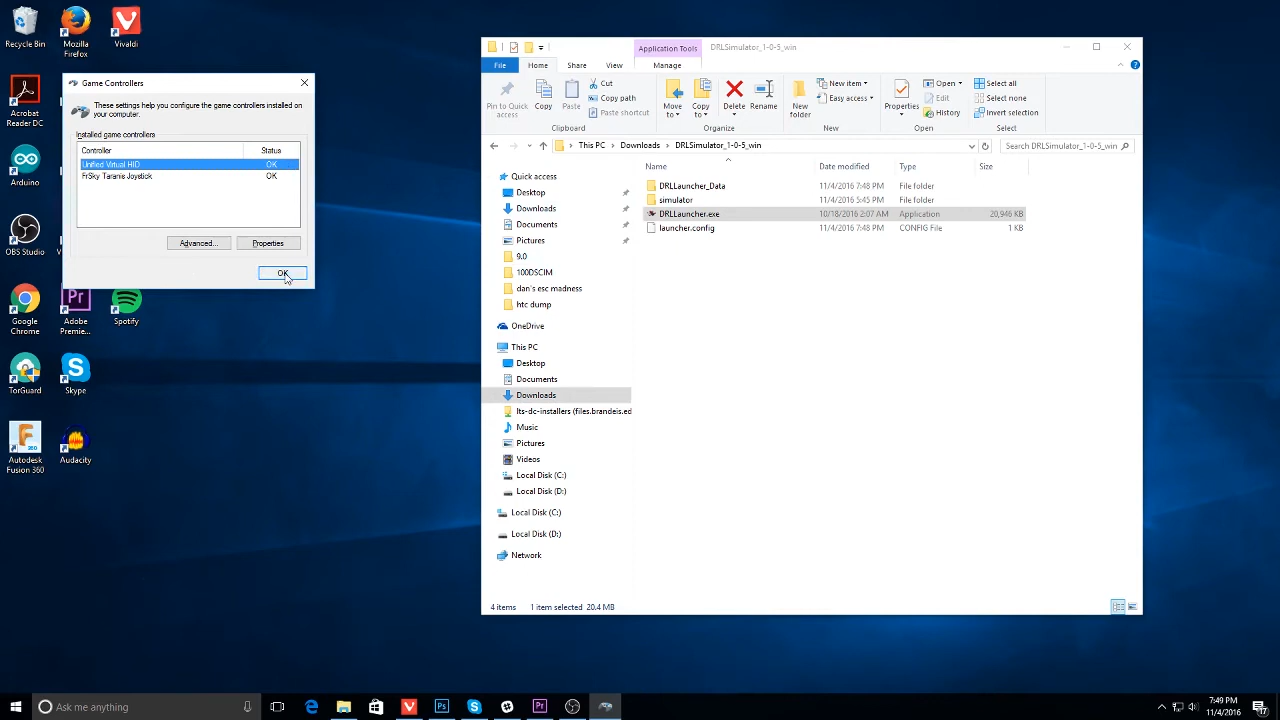 Recycle Bin
Mozilla
Firefox
Vivaldi
Acrobat
Reader DC
Arduino
OBS Studio
Google
Chrome
Adobe
Premie...
Spotify
TorGuard
Skype
Autodesk
Fusion 360
Audacity
Game Controllers
These settings help you configure the game controllers installed on
your computer.
Installed game controllers
Controller Status
Unified Virtual HID OK
FrSky Taranis Joystick OK
Advanced... Properties
OK
Application Tools DRLSimulator_1-0-5_win
File Home Share View Manage
Pin to Quick
access
Copy
Paste
Cut
Copy path
Paste shortcut
Clipboard
Move
to
Copy
to
Delete
Rename
Organize
New
folder
New item
Easy access
New
Properties
Open
Edit
History
Open
Select all
Select none
Invert selection
Select
This PC Downloads DRLSimulator_1-0-5_win
Search DRLSimulator_1-0-5_win
Quick access
Desktop
Downloads
Documents
Pictures
9.0
100DSCIM
dan's esc madness
htc dump
OneDrive
This PC
Desktop
Documents
Downloads
lts-dc-installers (files.brandeis.ed
Music
Pictures
Videos
Local Disk (C:)
Local Disk (D:)
Local Disk (C:)
Local Disk (D:)
Network
Name Date modified Type Size
DRLLauncher_Data 11/4/2016 7:48 PM File folder
simulator 11/4/2016 5:45 PM File folder
DRLLauncher.exe 10/18/2016 2:07 AM Application 20,946 KB
launcher.config 11/4/2016 7:48 PM CONFIG File 1 KB
4 items 1 item selected 20.4 MB
Ask me anything
7:49 PM
11/4/2016